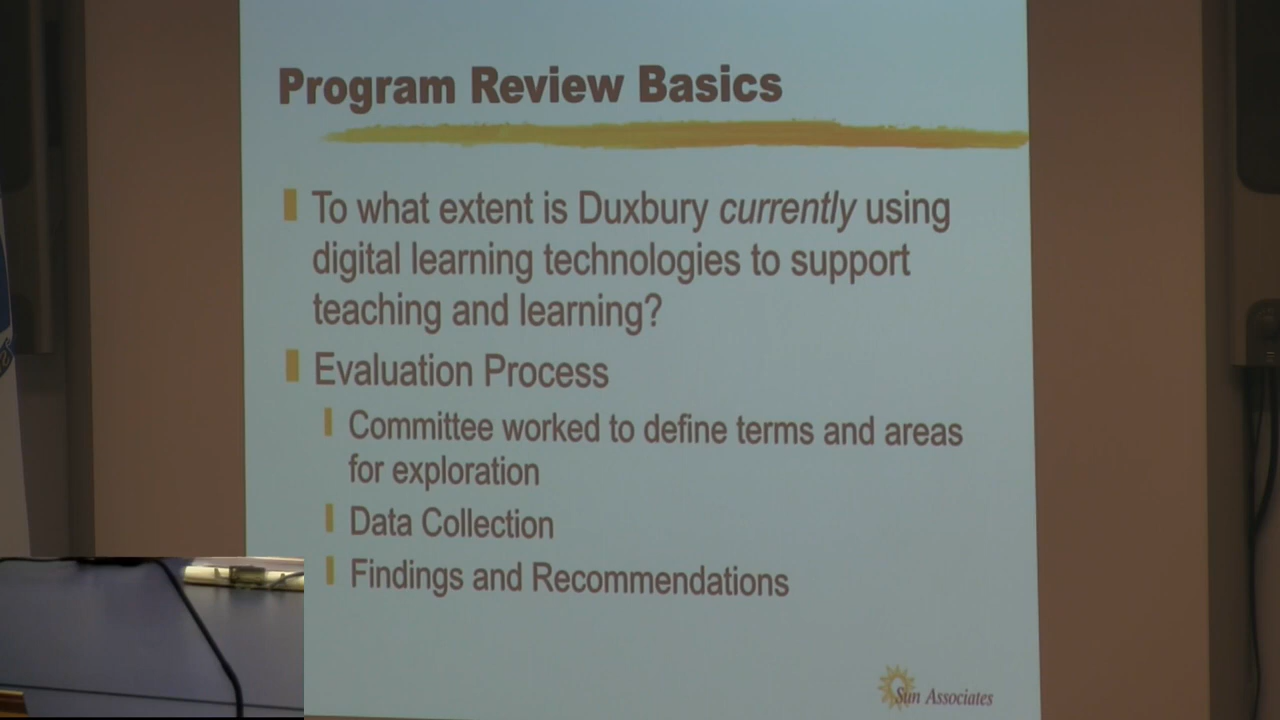 Program Review Basics
To what extent is Duxbury currently using
digital learning technologies to support
teaching and learning?
Evaluation Process
Committee worked to define terms and areas
for exploration
Data Collection
Findings and Recommendations
Sun Associates